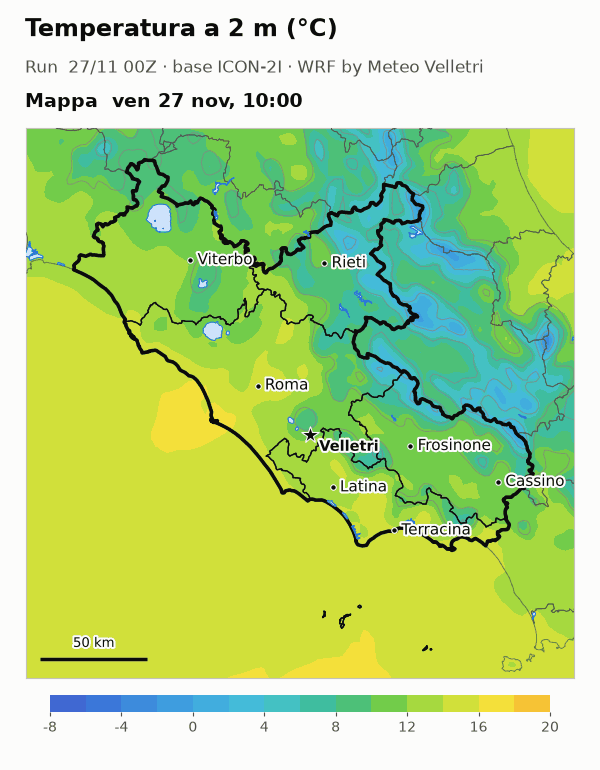 Temperatura a 2 m (°C)
Run  27/11 00Z · base ICON-2I · WRF by Meteo Velletri
Mappa  ven 27 nov, 10:00
Viterbo
Rieti
Roma
Velletri
Frosinone
Cassino
Latina
Terracina
50 km
-8 -4 0 4 8 12 16 20